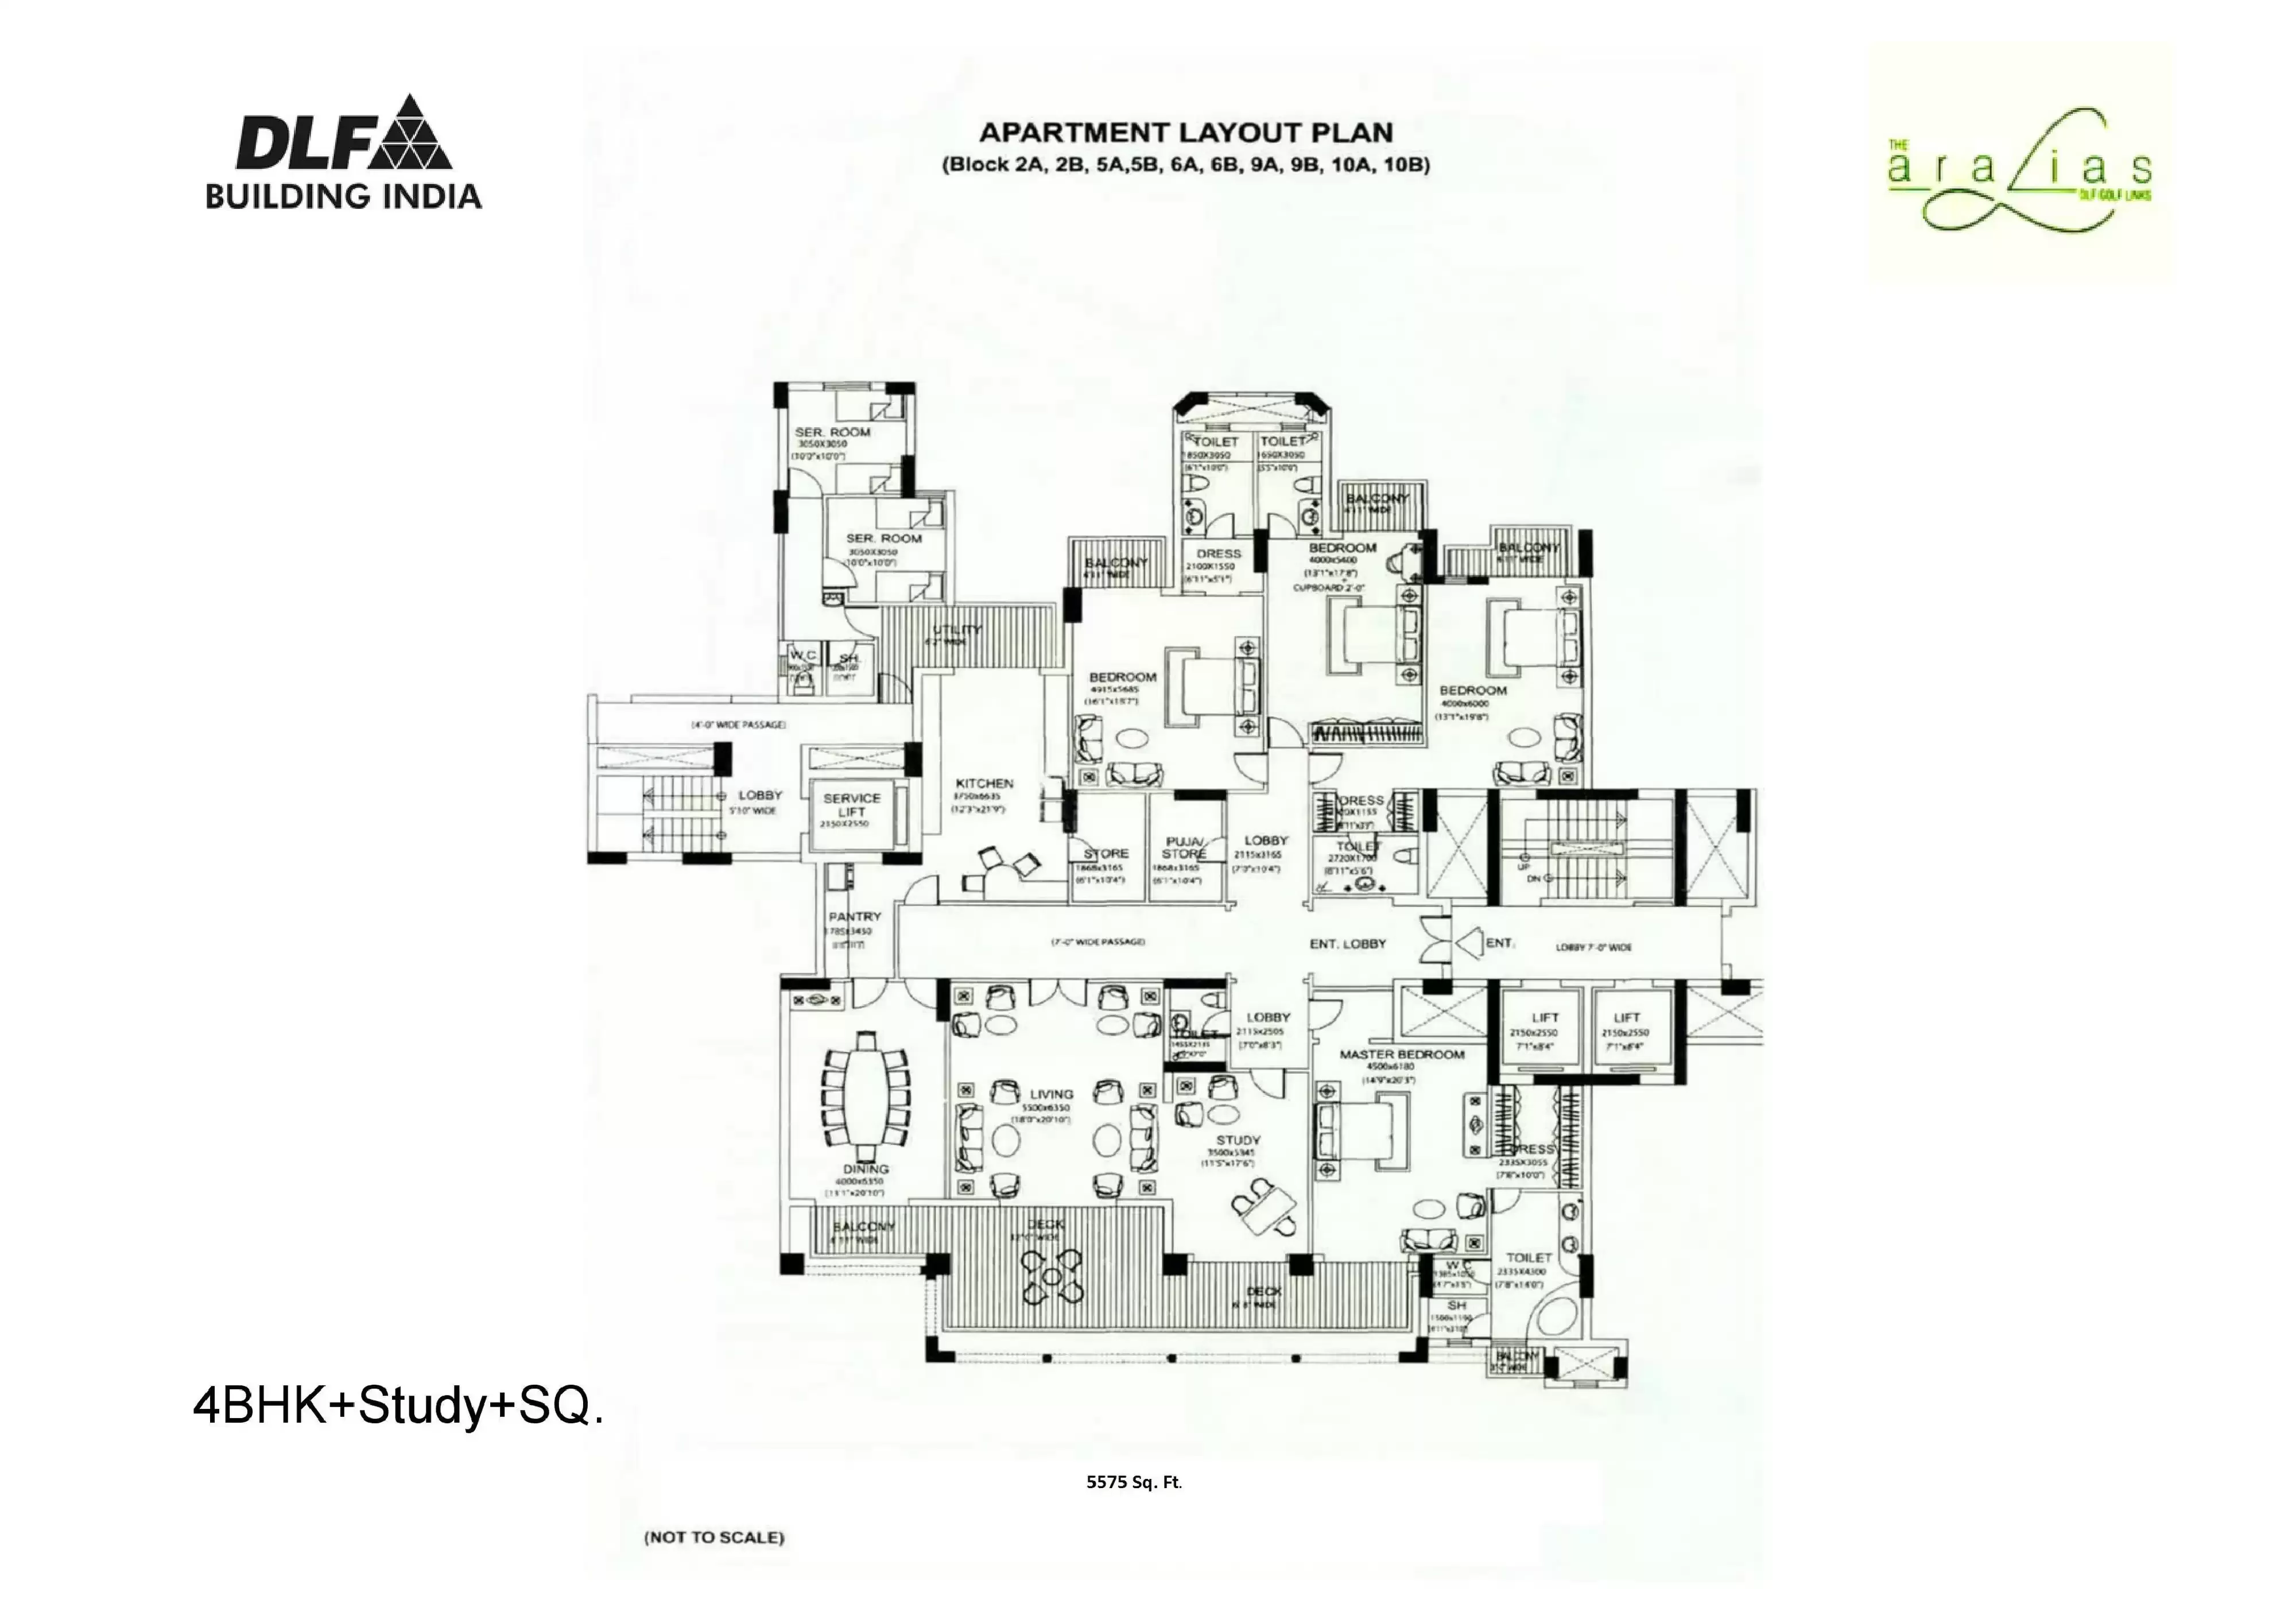 DLF
BUILDING INDIA
APARTMENT LAYOUT PLAN
(Block 2A, 2B, 5A,5B, 6A, 6B, 9A, 9B, 10A, 10B)
THE
araLias
DLF GOLF LINKS
SER. ROOM
3050X3050
(10'0"x10'0")
SER. ROOM
3050X3050
(10'0"x10'0")
TOILET
1850X3050
(6'1"x10'0")
TOILET
1650X3050
(5'5"x10'0")
BALCONY
WIDE
BALCONY
WIDE
BALCONY
WIDE
DRESS
2100X1550
(6'11"x5'1")
BEDROOM
4000x5400
(13'1"x17'8")
CUPBOARD 2'-0"
UTILITY
WIDE
W.C
SH.
BEDROOM
4915x5685
(16'1"x18'7")
BEDROOM
4000x6000
(13'1"x19'8")
(4'-0" WIDE PASSAGE)
LOBBY
5'10" WIDE
SERVICE
LIFT
2150X2550
KITCHEN
3750x6635
(12'3"x21'9")
STORE
1868x3165
(6'1"x10'4")
PUJA/
STORE
1868x3165
(6'1"x10'4")
LOBBY
2115x3165
(7'0"x10'4")
DRESS
TOILET
2720X1700
(8'11"x5'6")
UP
DN
PANTRY
1785x3450
(7'-0" WIDE PASSAGE)
ENT. LOBBY
ENT.
LOBBY 7'-0" WIDE
TOILET
LOBBY
2115x2505
(7'0"x8'3")
LIFT
2150x2550
7'1"x8'4"
LIFT
2150x2550
7'1"x8'4"
MASTER BEDROOM
4500x6180
(14'9"x20'3")
LIVING
5500x6350
(18'0"x20'10")
STUDY
3500x5345
(11'5"x17'6")
DRESS
2335X3055
(7'8"x10'0")
DINING
4000x6350
(13'1"x20'10")
BALCONY
WIDE
DECK
WIDE
DECK
6'8" WIDE
TOILET
2335X4300
(7'8"x14'0")
W.C
SH
BALCONY
WIDE
4BHK+Study+SQ.
5575 Sq. Ft.
(NOT TO SCALE)